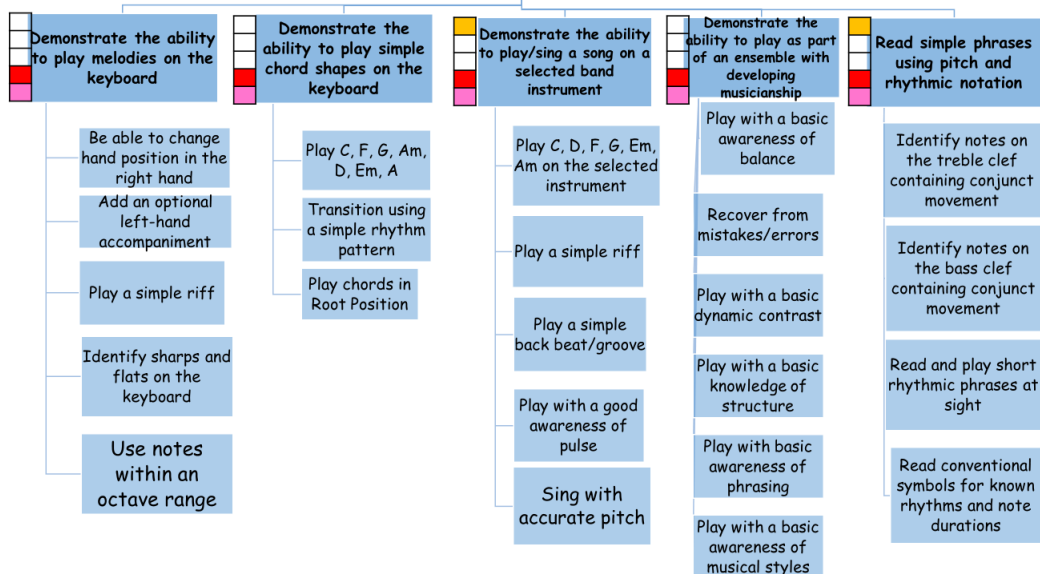 Demonstrate the ability
to play melodies on the
keyboard
Be able to change
hand position in the
right hand
Add an optional
left-hand
accompaniment
Play a simple riff
Identify sharps and
flats on the
keyboard
Use notes
within an
octave range
Demonstrate the
ability to play simple
chord shapes on the
keyboard
Play C, F, G, Am,
D, Em, A
Transition using
a simple rhythm
pattern
Play chords in
Root Position
Demonstrate the ability
to play/sing a song on a
selected band
instrument
Play C, D, F, G, Em,
Am on the selected
instrument
Play a simple riff
Play a simple
back beat/groove
Play with a good
awareness of
pulse
Sing with
accurate pitch
Demonstrate the
ability to play as part
of an ensemble with
developing
musicianship
Play with a basic
awareness of
balance
Recover from
mistakes/errors
Play with a basic
dynamic contrast
Play with a basic
knowledge of
structure
Play with basic
awareness of
phrasing
Play with a basic
awareness of
musical styles
Read simple phrases
using pitch and
rhythmic notation
Identify notes on
the treble clef
containing conjunct
movement
Identify notes on
the bass clef
containing conjunct
movement
Read and play short
rhythmic phrases at
sight
Read conventional
symbols for known
rhythms and note
durations